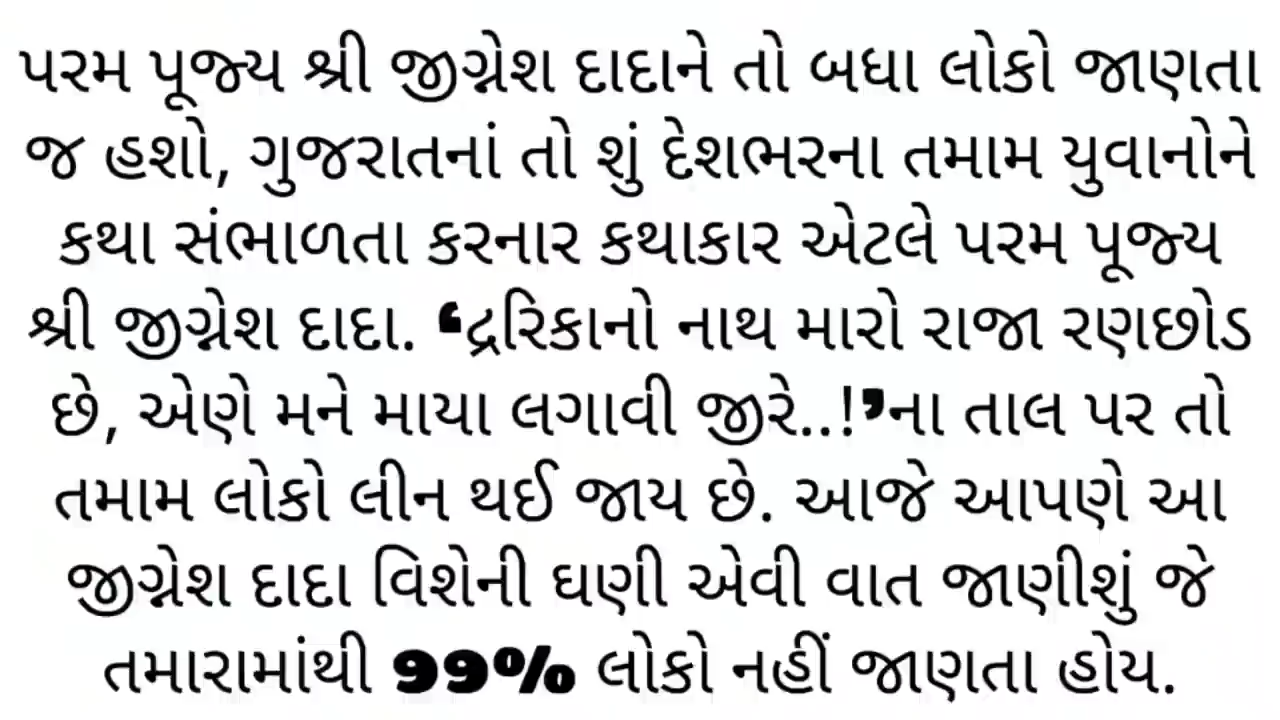 પરમ પૂજ્ય શ્રી જીગ્નેશ દાદાને તો બધા લોકો જાણતા
જ હશો, ગુજરાતનાં તો શું દેશભરના તમામ યુવાનોને
કથા સંભાળતા કરનાર કથાકાર એટલે પરમ પૂજ્ય
શ્રી જીગ્નેશ દાદા. ‘દ્રરિકાનો નાથ મારો રાજા રણછોડ
છે, એણે મને માયા લગાવી જીરે..!’ના તાલ પર તો
તમામ લોકો લીન થઈ જાય છે. આજે આપણે આ
જીગ્નેશ દાદા વિશેની ઘણી એવી વાત જાણીશું જે
તમારામાંથી 99% લોકો નહીં જાણતા હોય.